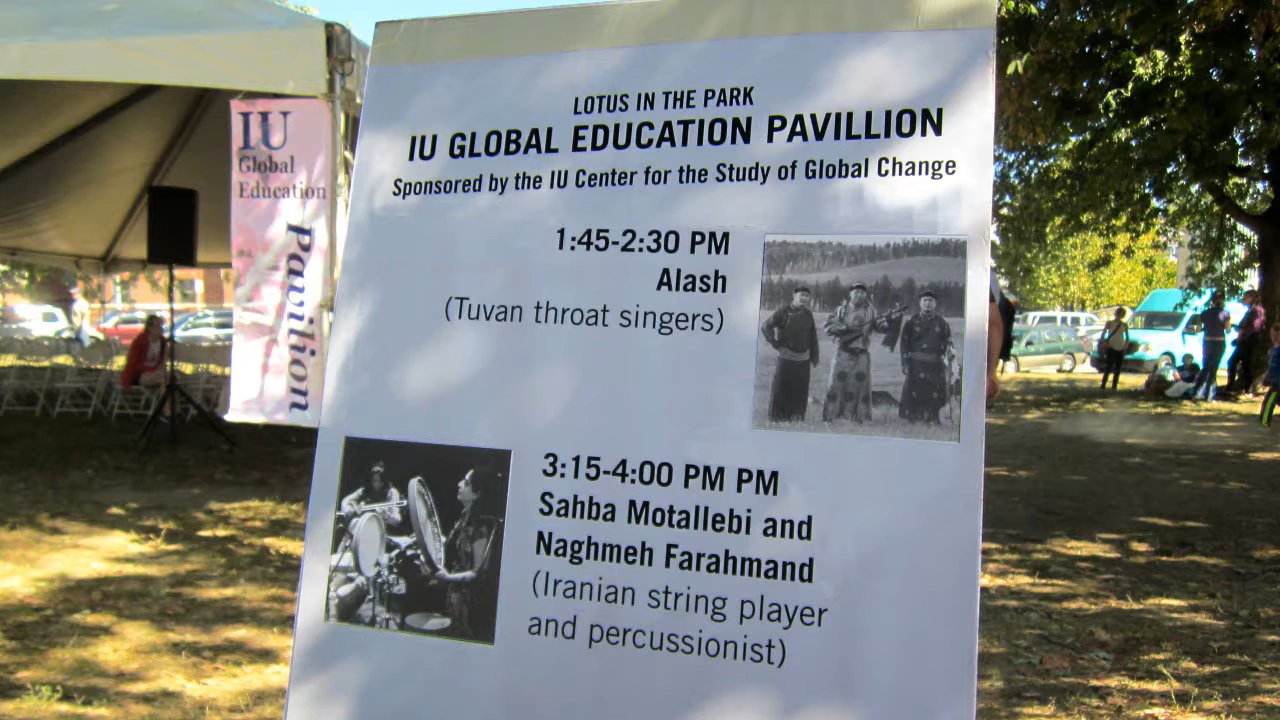 LOTUS IN THE PARK
IU GLOBAL EDUCATION PAVILLION
Sponsored by the IU Center for the Study of Global Change
1:45-2:30 PM
Alash
(Tuvan throat singers)
3:15-4:00 PM PM
Sahba Motallebi and
Naghmeh Farahmand
(Iranian string player
and percussionist)
IU
Global
Education
Pavilion